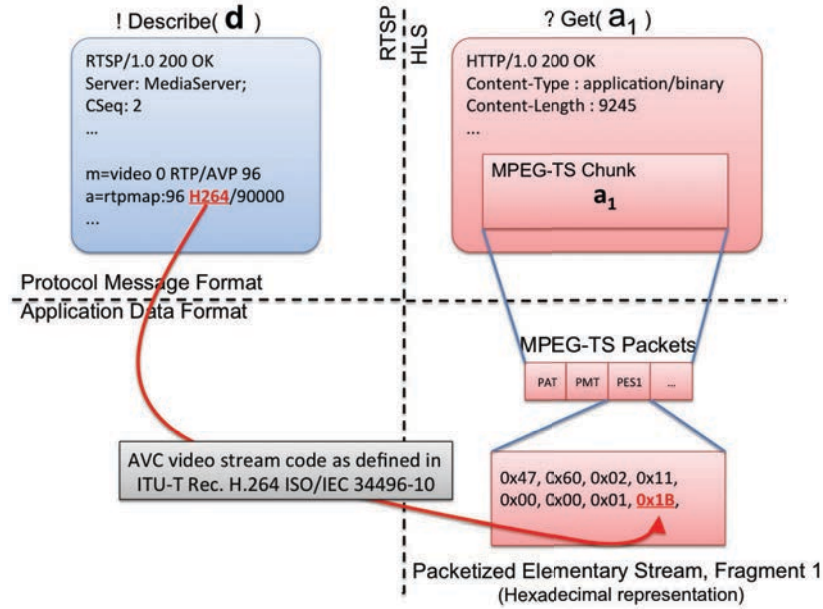 ! Describe( d )
RTSP
HLS
? Get( a1 )
RTSP/1.0 200 OK
Server: MediaServer;
CSeq: 2
...
m=video 0 RTP/AVP 96
a=rtpmap:96 H264/90000
...
HTTP/1.0 200 OK
Content-Type : application/binary
Content-Length : 9245
...
MPEG-TS Chunk
a1
Protocol Message Format
Application Data Format
MPEG-TS Packets
PAT PMT PES1 ...
AVC video stream code as defined in
ITU-T Rec. H.264 ISO/IEC 34496-10
0x47, 0x60, 0x02, 0x11,
0x00, 0x00, 0x01, 0x1B,
Packetized Elementary Stream, Fragment 1
(Hexadecimal representation)